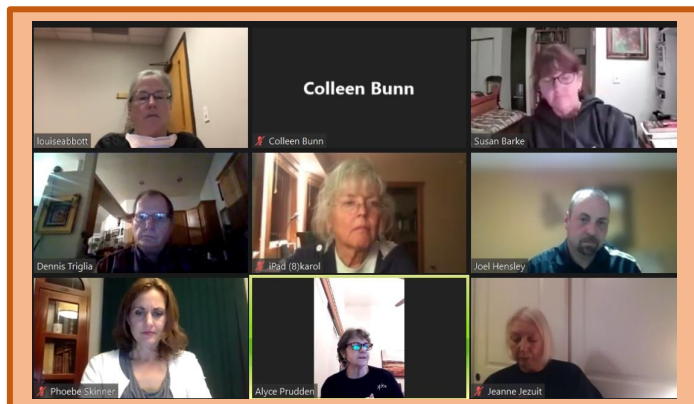 Colleen Bunn
louiseabbott
Colleen Bunn
Susan Barke
Dennis Triglia
iPad (8)karol
Joel Hensley
Phoebe Skinner
Alyce Prudden
Jeanne Jezuit